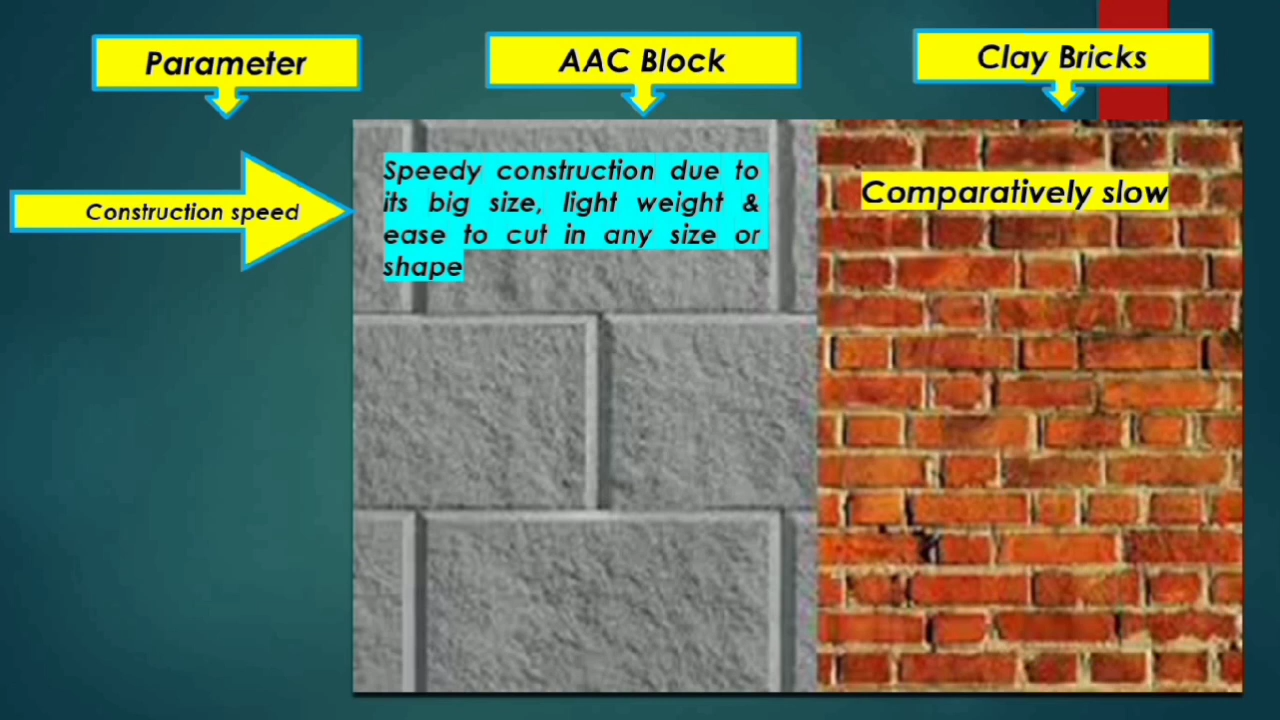 Parameter
AAC Block
Clay Bricks
Construction speed
Speedy construction due to
its big size, light weight &
ease to cut in any size or
shape
Comparatively slow